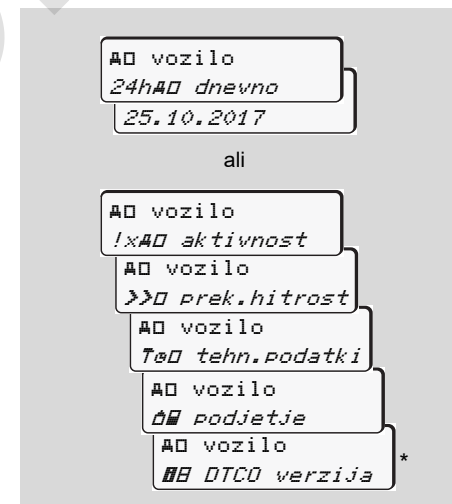 vozilo
24h dnevno
25.10.2017
ali
vozilo
!x aktivnost
vozilo
>> prek.hitrost
vozilo
tehn.podatki
vozilo
podjetje
vozilo
DTCO verzija
*